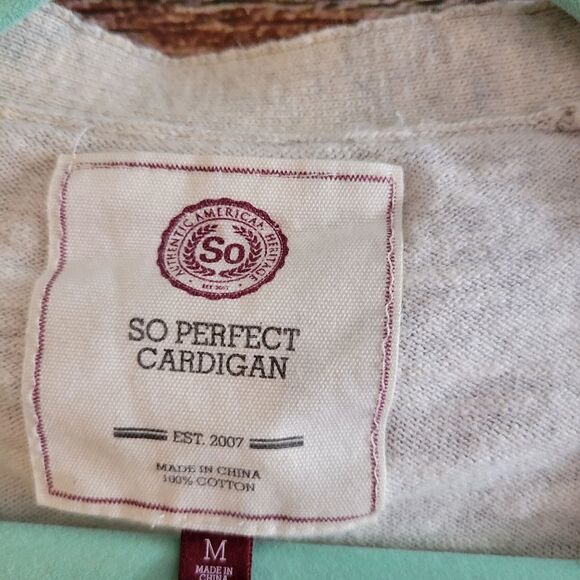 AUTHENTIC AMERICAN HERITAGE
So
EST 2007
SO PERFECT
CARDIGAN
EST. 2007
MADE IN CHINA
100% COTTON
M
MADE IN
CHINA